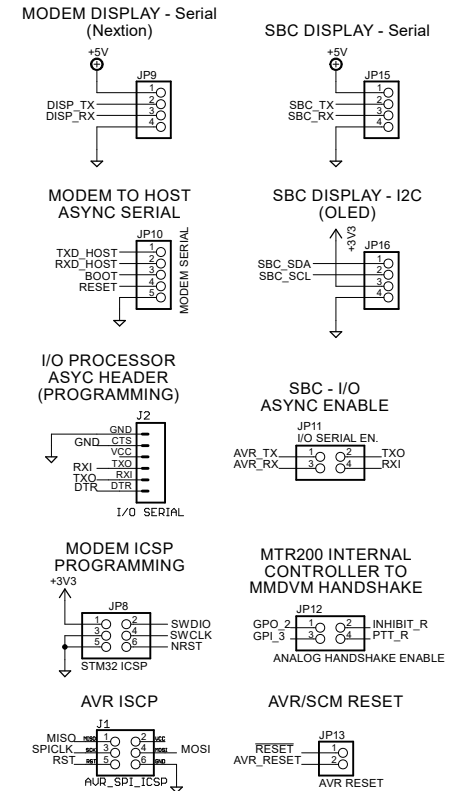 MODEM DISPLAY - Serial
(Nextion)
+5V
JP9
1
DISP_TX 2
DISP_RX 3
4
SBC DISPLAY - Serial
+5V
JP15
1
SBC_TX 2
SBC_RX 3
4
MODEM TO HOST
ASYNC SERIAL
JP10
TXD_HOST 1
RXD_HOST 2
BOOT 3
RESET 4
5
MODEM SERIAL
SBC DISPLAY - I2C
(OLED)
+3V3
JP16
SBC_SDA 1
SBC_SCL 2
3
4
I/O PROCESSOR
ASYC HEADER
(PROGRAMMING)
J2
GND
GND CTS
VCC
RXI TXO
TXO RXI
DTR DTR
I/O SERIAL
SBC - I/O
ASYNC ENABLE
JP11
I/O SERIAL EN.
AVR_TX 1 2 TXO
AVR_RX 3 4 RXI
MODEM ICSP
PROGRAMMING
+3V3
JP8
1 2 SWDIO
3 4 SWCLK
5 6 NRST
STM32 ICSP
MTR200 INTERNAL
CONTROLLER TO
MMDVM HANDSHAKE
JP12
GPO_2 1 2 INHIBIT_R
GPI_3 3 4 PTT_R
ANALOG HANDSHAKE ENABLE
AVR ISCP
J1
MISO MISO 1 2 VCC
SPICLK SCK 3 4 MOSI MOSI
RST RST 5 6 GND
AVR_SPI_ICSP
AVR/SCM RESET
JP13
RESET 1
AVR_RESET 2
AVR RESET